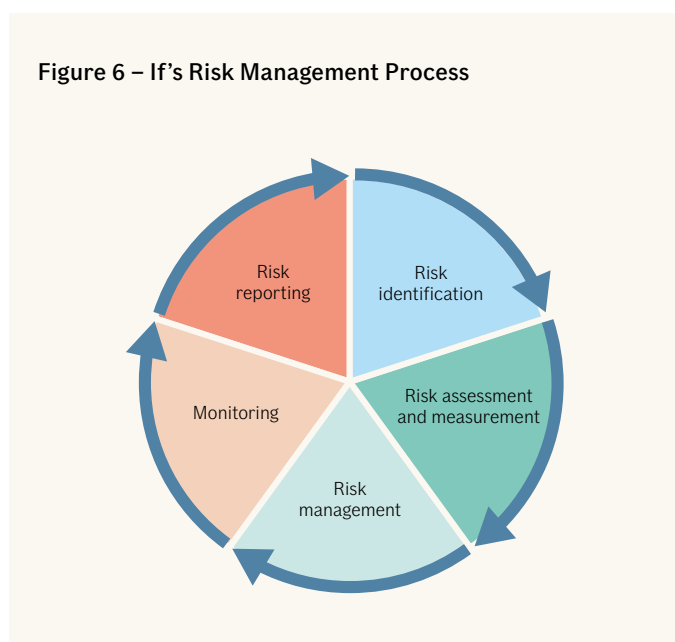 Figure 6 – If’s Risk Management Process
Risk
identification
Risk assessment
and measurement
Risk
management
Monitoring
Risk
reporting